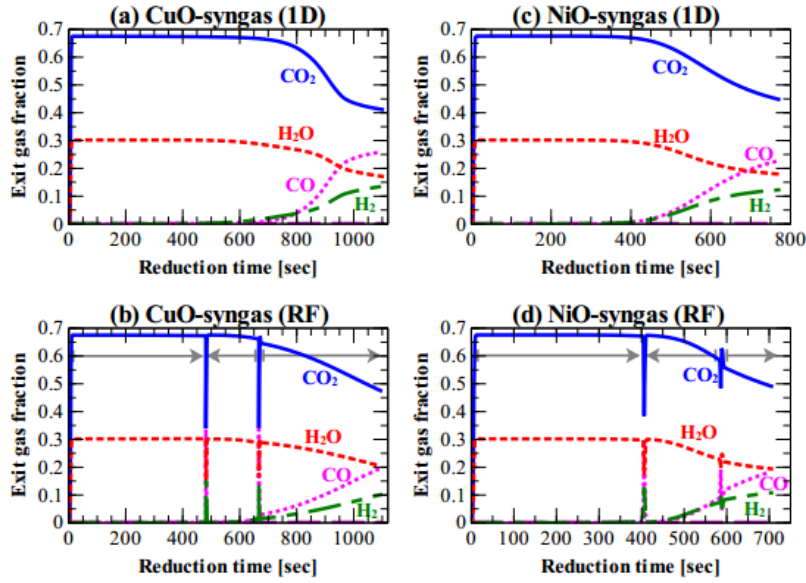 (a) CuO-syngas (1D)
0.7
0.6
0.5
0.4
0.3
0.2
0.1
0
Exit gas fraction
CO₂
H₂O
CO
H₂
0 200 400 600 800 1000
Reduction time [sec]
(c) NiO-syngas (1D)
0.7
0.6
0.5
0.4
0.3
0.2
0.1
0
Exit gas fraction
CO₂
H₂O
CO
H₂
0 200 400 600 800
Reduction time [sec]
(b) CuO-syngas (RF)
0.7
0.6
0.5
0.4
0.3
0.2
0.1
0
Exit gas fraction
CO₂
H₂O
CO
H₂
0 200 400 600 800 1000
Reduction time [sec]
(d) NiO-syngas (RF)
0.7
0.6
0.5
0.4
0.3
0.2
0.1
0
Exit gas fraction
CO₂
H₂O
CO
H₂
0 100 200 300 400 500 600 700
Reduction time [sec]